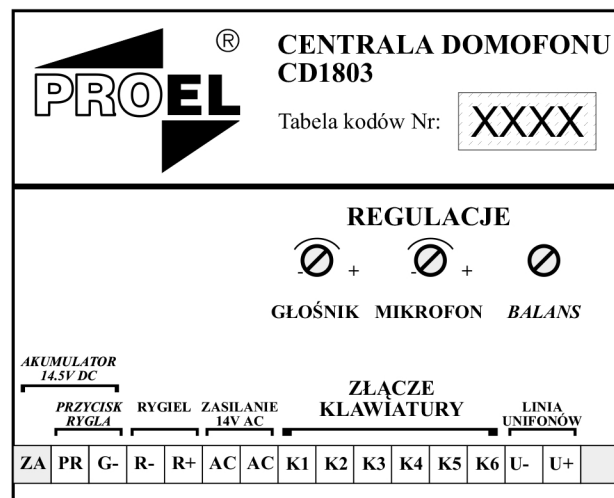 ®
PROEL
CENTRALA DOMOFONU
CD1803
Tabela kodów Nr: XXXX
REGULACJE
- + - +
GŁOŚNIK MIKROFON BALANS
AKUMULATOR
14.5V DC
PRZYCISK
RYGLA
RYGIEL
ZASILANIE
14V AC
ZŁĄCZE
KLAWIATURY
LINIA
UNIFONÓW
ZA PR G- R- R+ AC AC K1 K2 K3 K4 K5 K6 U- U+